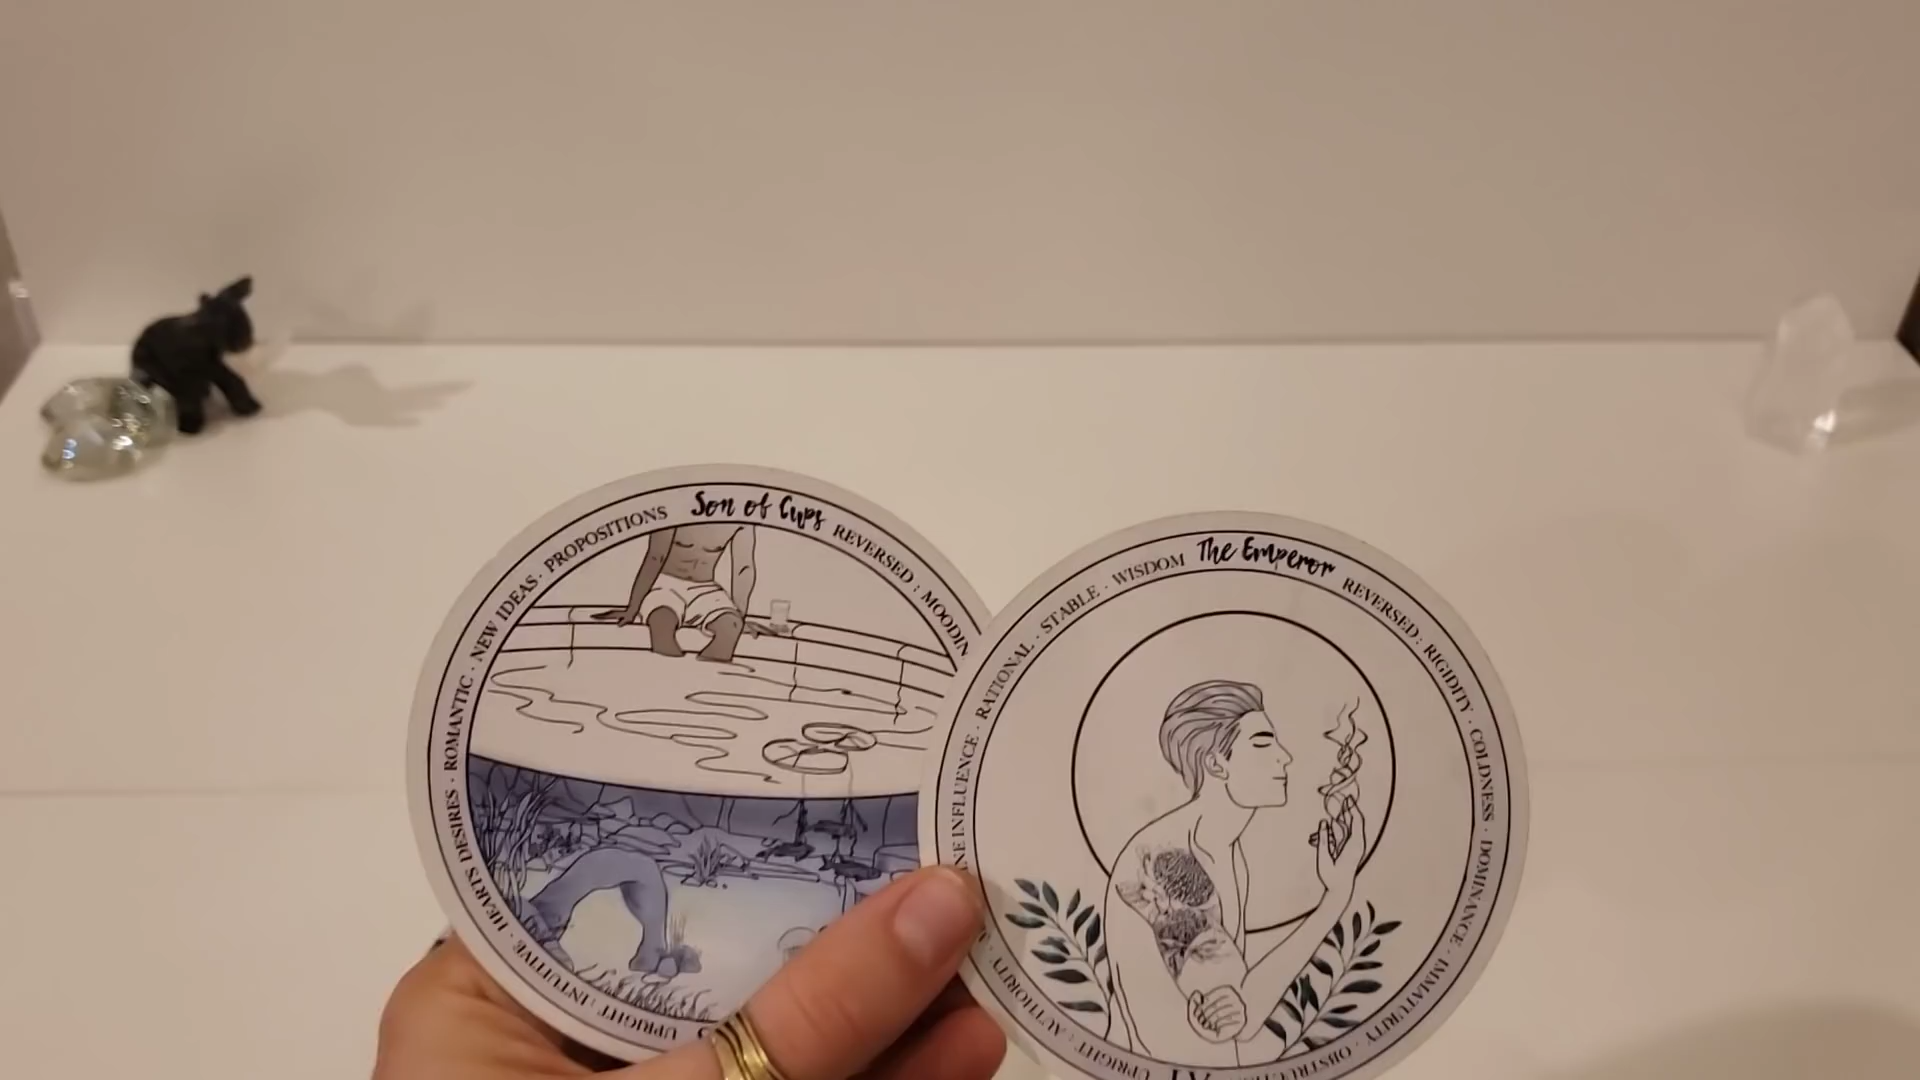 Son of Cups
UPRIGHT : INTUITIVE · HEARTS DESIRES · ROMANTIC · NEW IDEAS · PROPOSITIONS
REVERSED :
The Emperor
UPRIGHT : AUTHORITY · INFLUENCE · RATIONAL · STABLE · WISDOM
REVERSED : RIGIDITY · COLDNESS · DOMINANCE · IMMATURITY ·